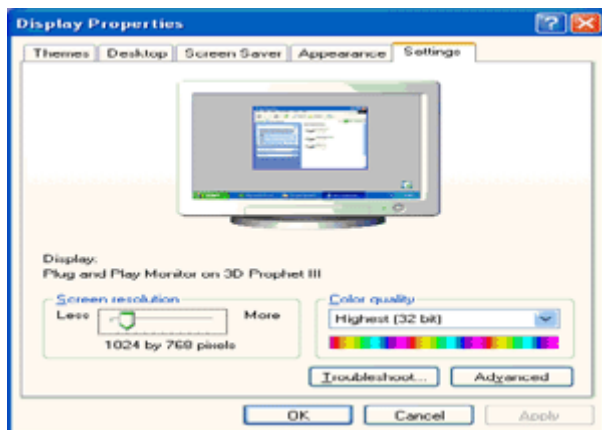 Display Properties
Themes Desktop Screen Saver Appearance Settings
Display:
Plug and Play Monitor on 3D Prophet III
Screen resolution
Less More
1024 by 768 pixels
Color quality
Highest (32 bit)
Troubleshoot... Advanced
OK Cancel Apply